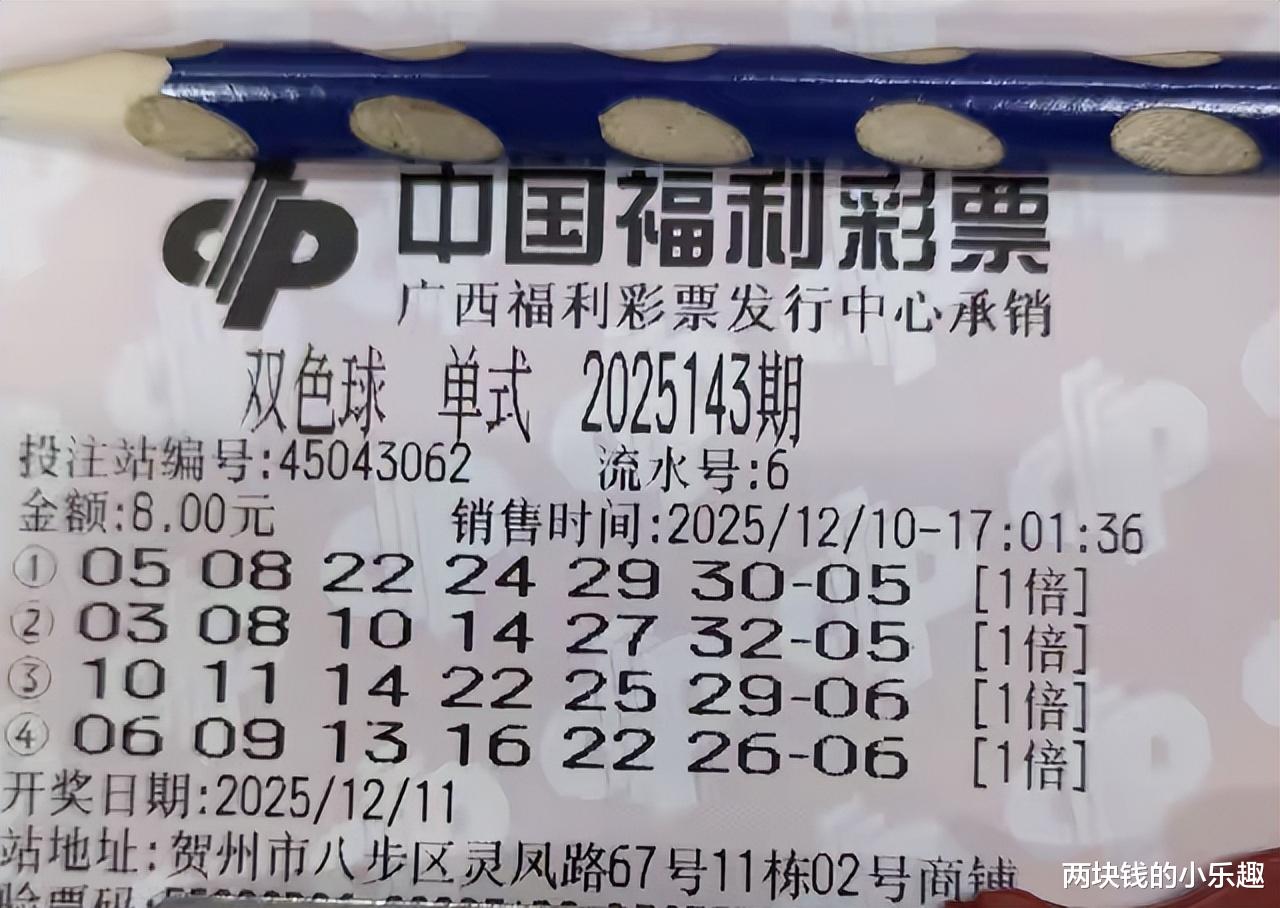 中国福利彩票
广西福利彩票发行中心承销
双色球 单式 2025143期
投注站编号:45043062 流水号:6
金额:8.00元 销售时间:2025/12/10-17:01:36
① 05 08 22 24 29 30-05 [1倍]
② 03 08 10 14 27 32-05 [1倍]
③ 10 11 14 22 25 29-06 [1倍]
④ 06 09 13 16 22 26-06 [1倍]
开奖日期:2025/12/11
站地址:贺州市八步区灵凤路67号11栋02号商铺
验票码:
两块钱的小乐趣